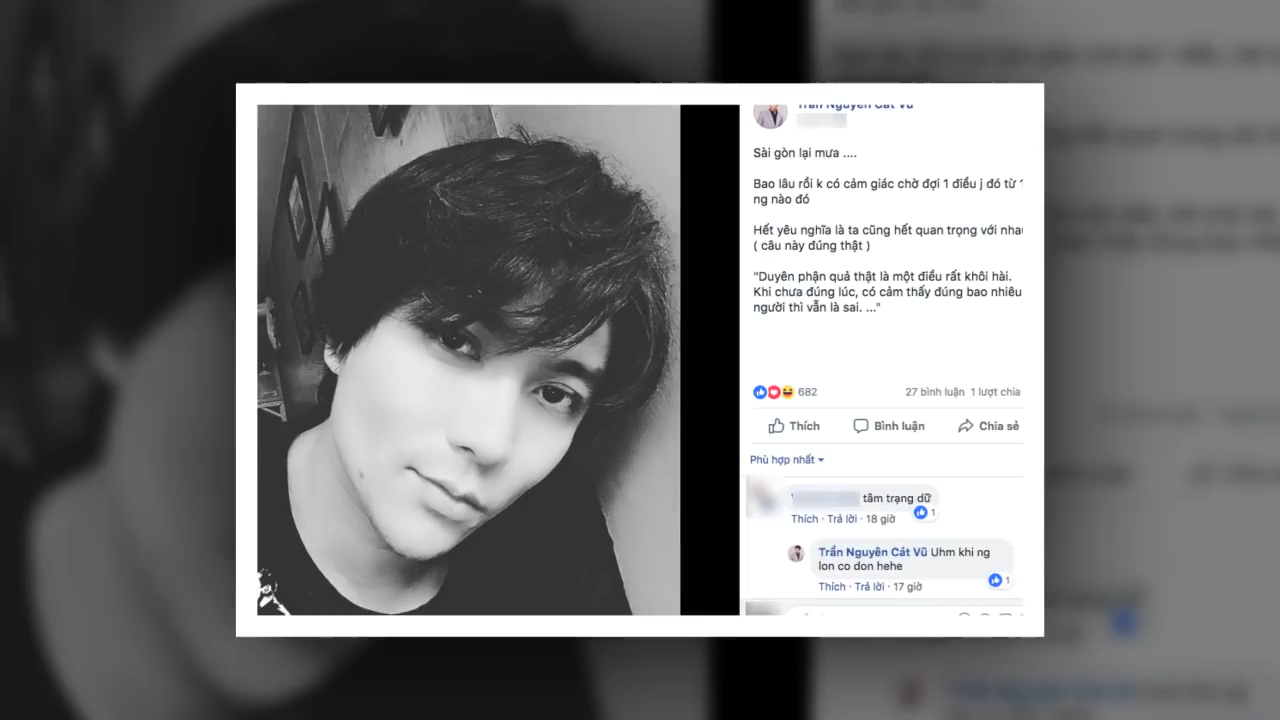 Trần Nguyên Cát Vũ
Sài gòn lại mưa ....
Bao lâu rồi k có cảm giác chờ đợi 1 điều j đó từ 1
ng nào đó
Hết yêu nghĩa là ta cũng hết quan trọng với nhau
( câu này đúng thật )
"Duyên phận quả thật là một điều rất khôi hài.
Khi chưa đúng lúc, có cảm thấy đúng bao nhiêu
người thì vẫn là sai. ..."
682
27 bình luận 1 lượt chia
Thích Bình luận Chia sẻ
Phù hợp nhất
tâm trạng dữ
1
Thích · Trả lời · 18 giờ
Trần Nguyên Cát Vũ Uhm khi ng
lon co don hehe
1
Thích · Trả lời · 17 giờ